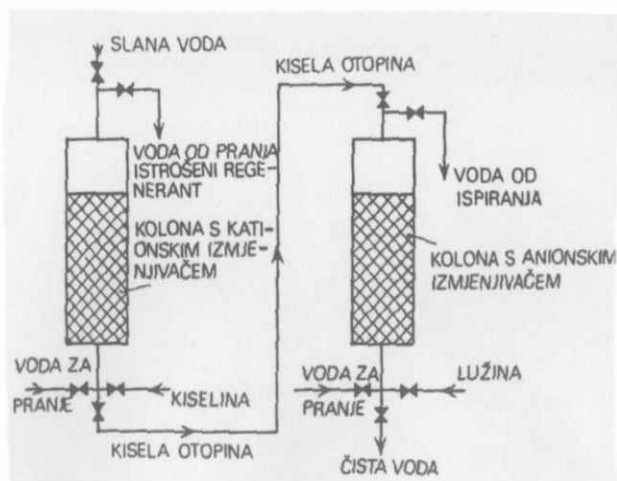 SLANA VODA
KISELA OTOPINA
VODA OD PRANJA
ISTROŠENI REGE-
NERANT
VODA OD
ISPIRANJA
KOLONA S KATI-
ONSKIM IZMJE-
NJIVAČEM
KOLONA S ANIONSKIM
IZMJENJIVAČEM
VODA ZA
PRANJE
KISELINA
VODA ZA
PRANJE
LUŽINA
KISELA OTOPINA
ČISTA VODA